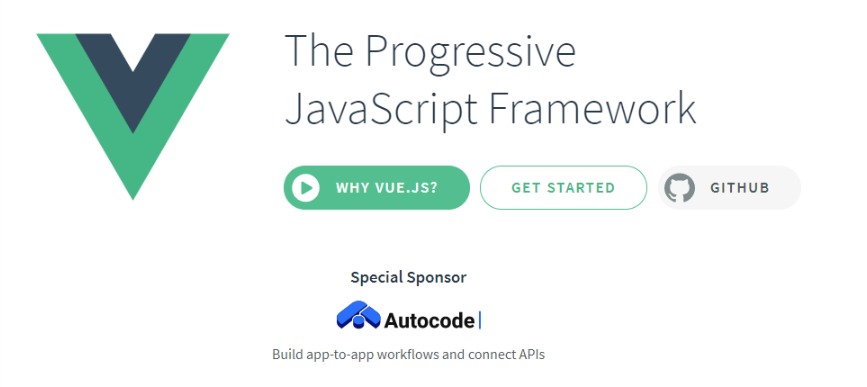 The Progressive
JavaScript Framework
WHY VUE.JS?
GET STARTED
GITHUB
Special Sponsor
Autocode
Build app-to-app workflows and connect APIs